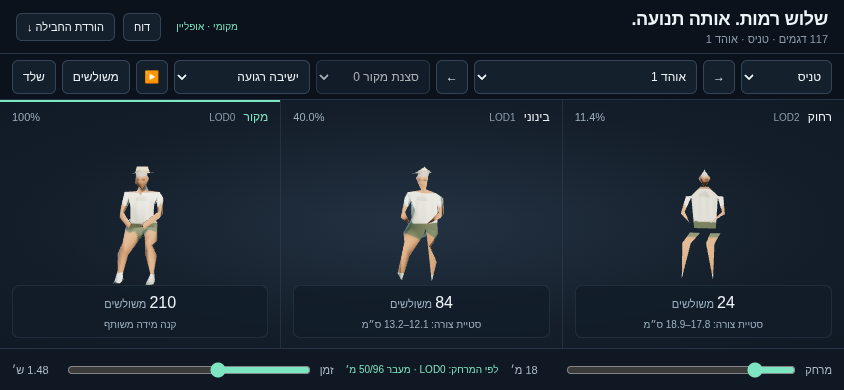 שלוש רמות. אותה תנועה.
117 דגמים · טניס · אוהד 1
מקומי · אופליין
דוח
הורדת החבילה ↓
טניס
→
אוהד 1
←
סצנת מקור 0
ישיבה רגועה
משולשים
שלד
רחוק LOD2 11.4%
24 משולשים
סטיית צורה: 17.8–18.9 ס״מ
בינוני LOD1 40.0%
84 משולשים
סטיית צורה: 12.1–13.2 ס״מ
מקור LOD0 100%
210 משולשים
קנה מידה משותף
מרחק 18 מ׳
לפי המרחק: LOD0 · מעבר 50/96 מ׳
זמן 1.48 ש׳